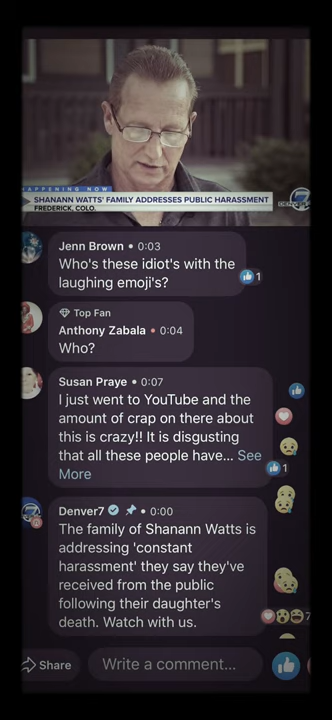 HAPPENING NOW
SHANANN WATTS' FAMILY ADDRESSES PUBLIC HARASSMENT
FREDERICK, COLO.
7
DENVER
Jenn Brown • 0:03
Who's these idiot's with the
laughing emoji's?
1
Top Fan
Anthony Zabala • 0:04
Who?
Susan Praye • 0:07
I just went to YouTube and the
amount of crap on there about
this is crazy!! It is disgusting
that all these people have... See
More
1
Denver7 • 0:00
The family of Shanann Watts is
addressing 'constant
harassment' they say they've
received from the public
following their daughter's
death. Watch with us.
7
Share
Write a comment...